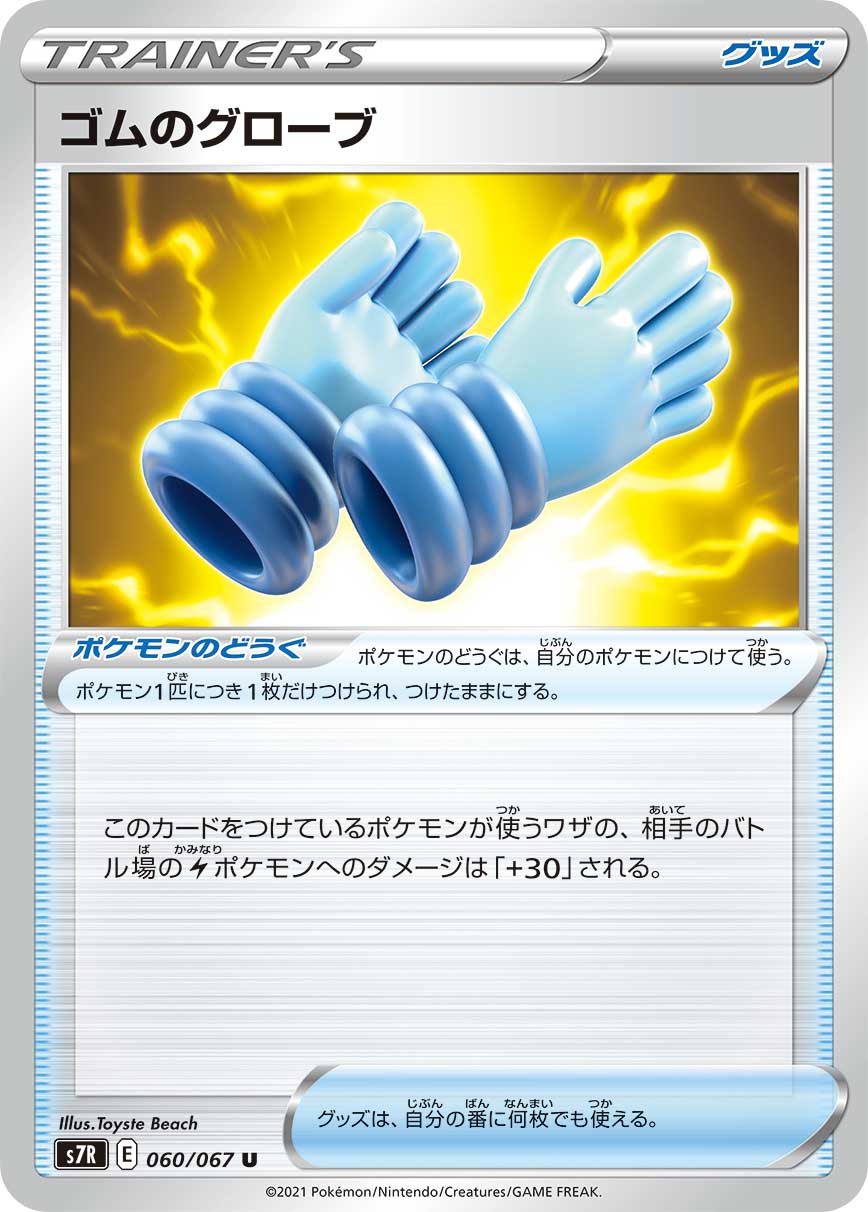 TRAINER'S グッズ
ゴムのグローブ
ポケモンのどうぐ ポケモンのどうぐは、自分のポケモンにつけて使う。
ポケモン1匹につき1枚だけつけられ、つけたままにする。
このカードをつけているポケモンが使うワザの、相手のバト
ル場のポケモンへのダメージは「+30」される。
グッズは、自分の番に何枚でも使える。
Illus.Toyste Beach
s7R E 060/067 U
©2021 Pokémon/Nintendo/Creatures/GAME FREAK.